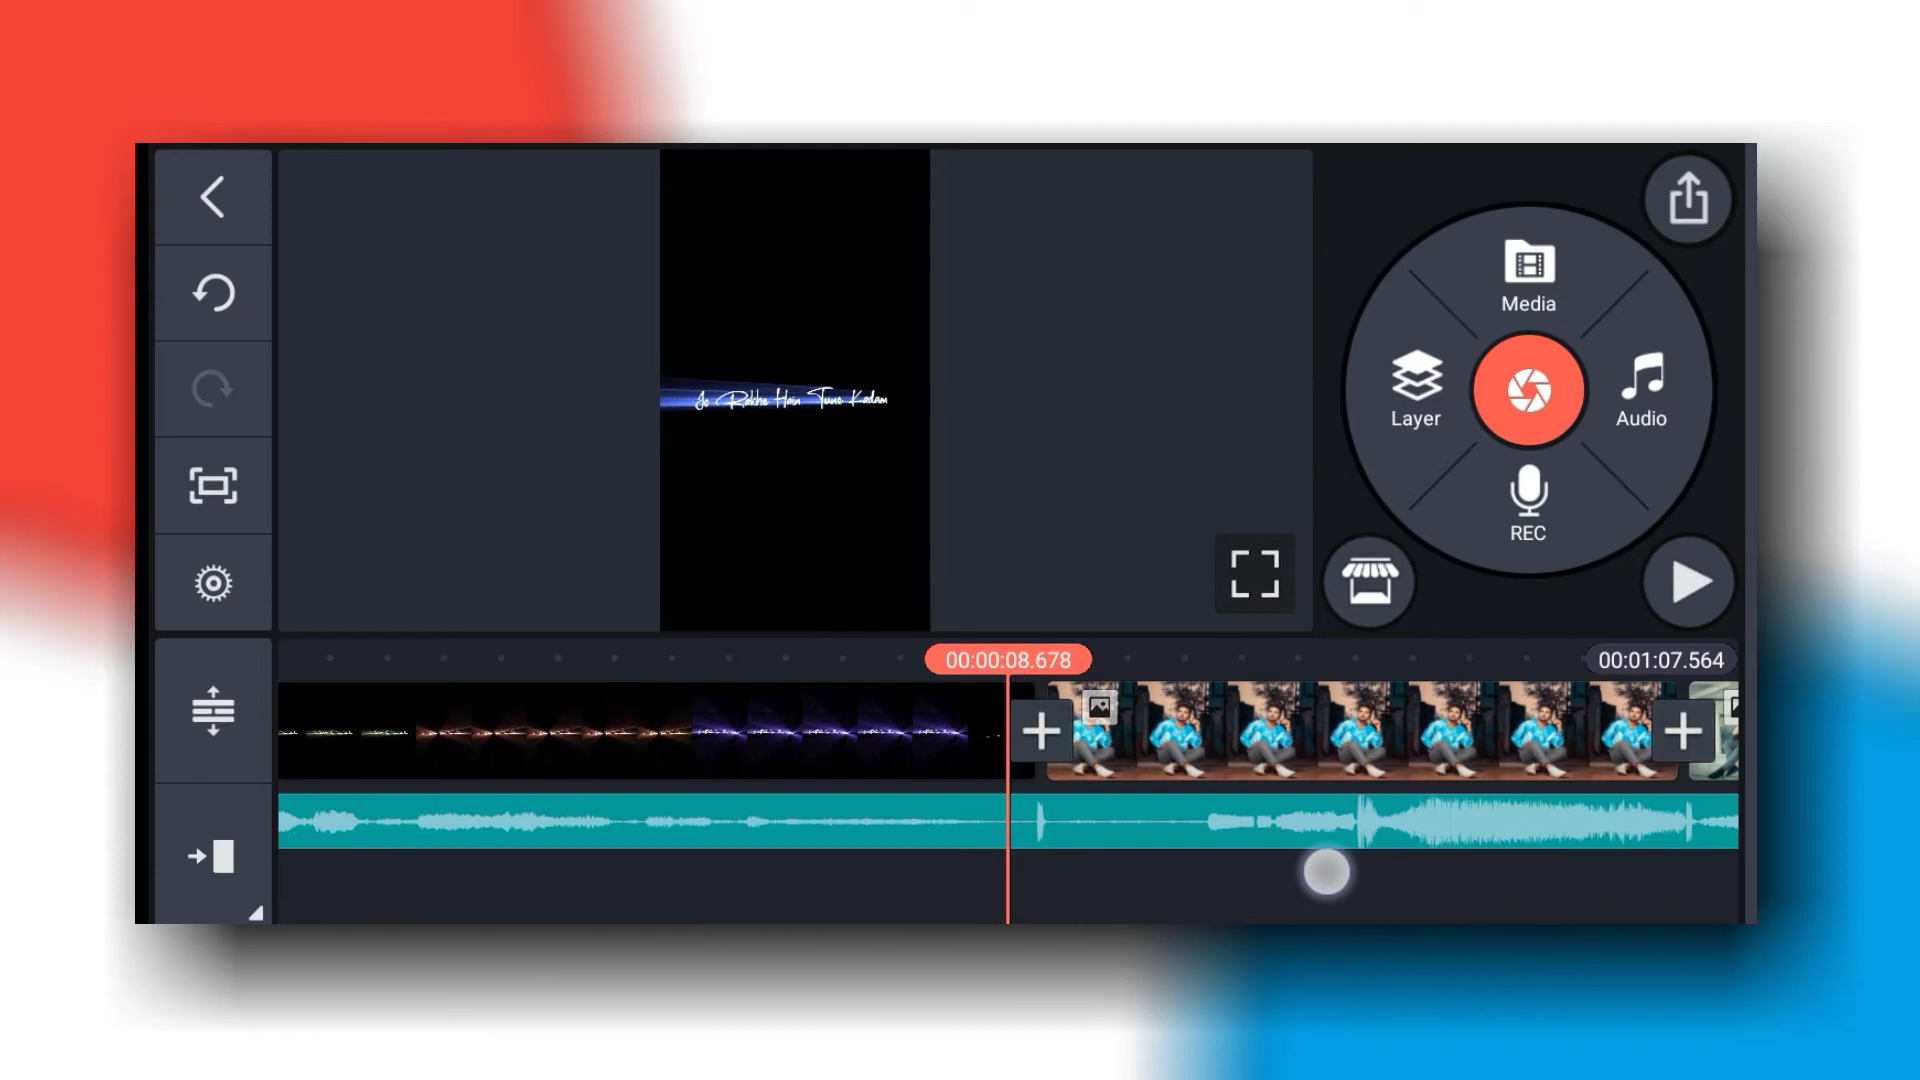 Media
Jo Rakhe Hain Tune Kadam
Layer
Audio
REC
00:00:08.678
00:01:07.564